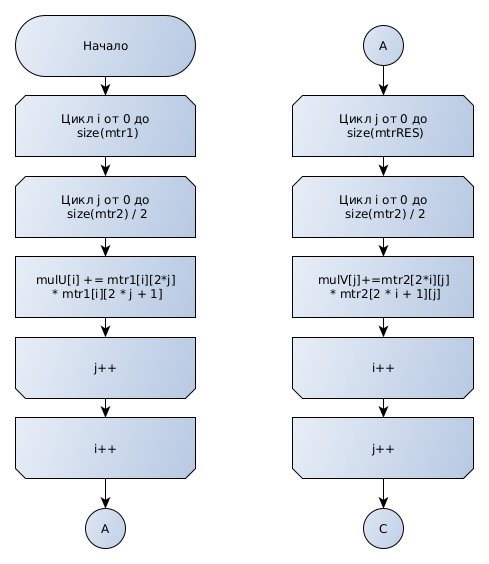 Начало
Цикл i от 0 до
size(mtr1)
Цикл j от 0 до
size(mtr2) / 2
mulU[i] += mtr1[i][2*j]
* mtr1[i][2 * j + 1]
j++
i++
A
A
Цикл j от 0 до
size(mtrRES)
Цикл i от 0 до
size(mtr2) / 2
mulV[j]+=mtr2[2*i][j]
* mtr2[2 * i + 1][j]
i++
j++
C